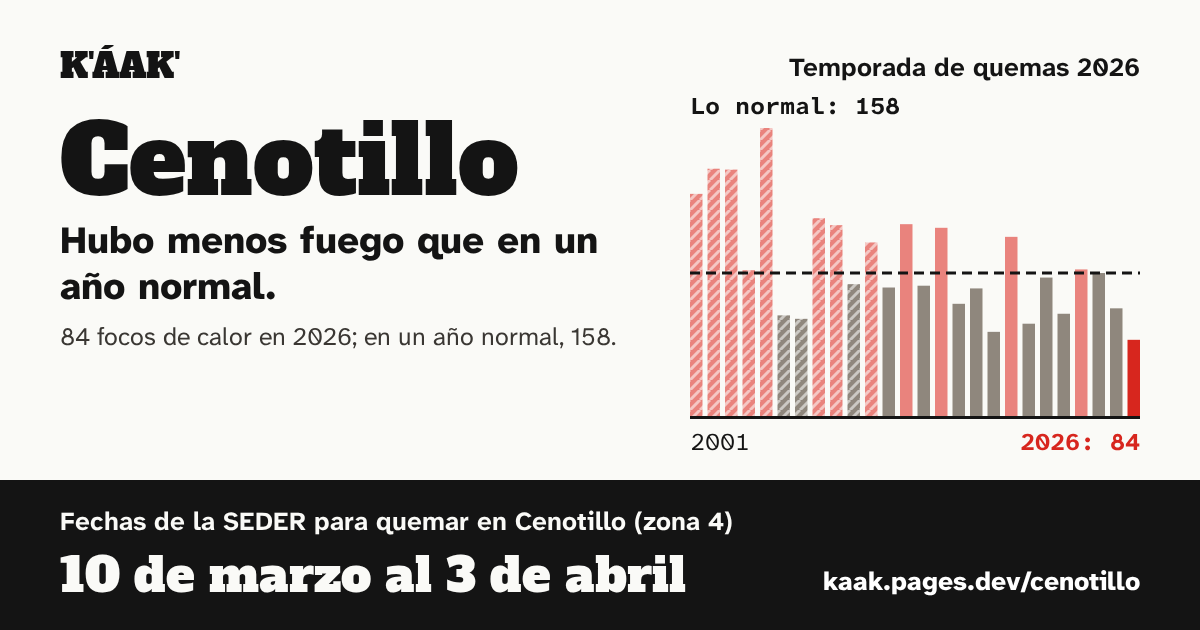 K'ÁAK'
Cenotillo
Hubo menos fuego que en un
año normal.
84 focos de calor en 2026; en un año normal, 158.
Temporada de quemas 2026
Lo normal: 158
2001
2026: 84
Fechas de la SEDER para quemar en Cenotillo (zona 4)
10 de marzo al 3 de abril
kaak.pages.dev/cenotillo